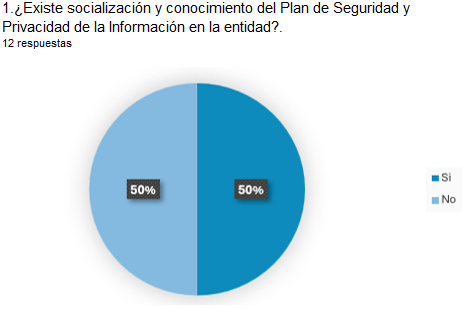 1.¿Existe socialización y conocimiento del Plan de Seguridad y
Privacidad de la Información en la entidad?.
12 respuestas
50%
50%
Si
No